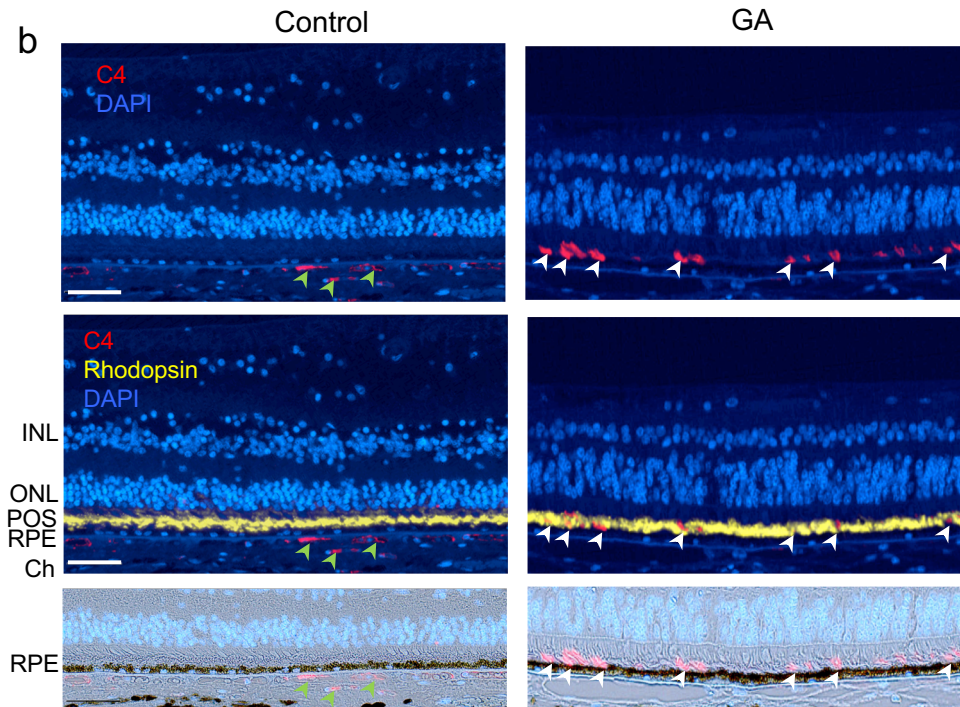 b
Control
GA
C4
DAPI
C4
Rhodopsin
DAPI
INL
ONL
POS
RPE
Ch
RPE